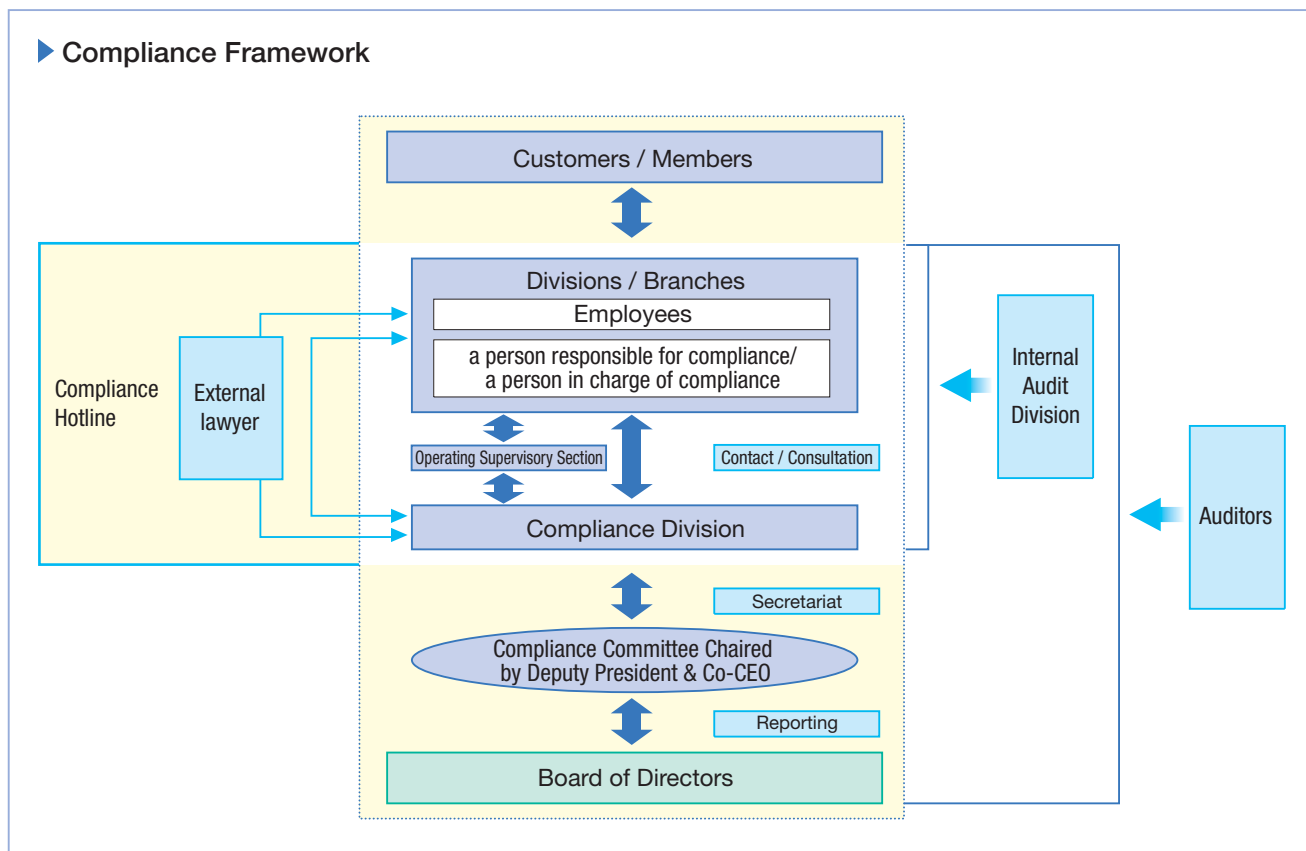 Compliance Framework
Customers / Members
Divisions / Branches
Employees
a person responsible for compliance/
a person in charge of compliance
Compliance
Hotline
External
lawyer
Operating Supervisory Section
Contact / Consultation
Compliance Division
Internal
Audit
Division
Auditors
Secretariat
Compliance Committee Chaired
by Deputy President & Co-CEO
Reporting
Board of Directors